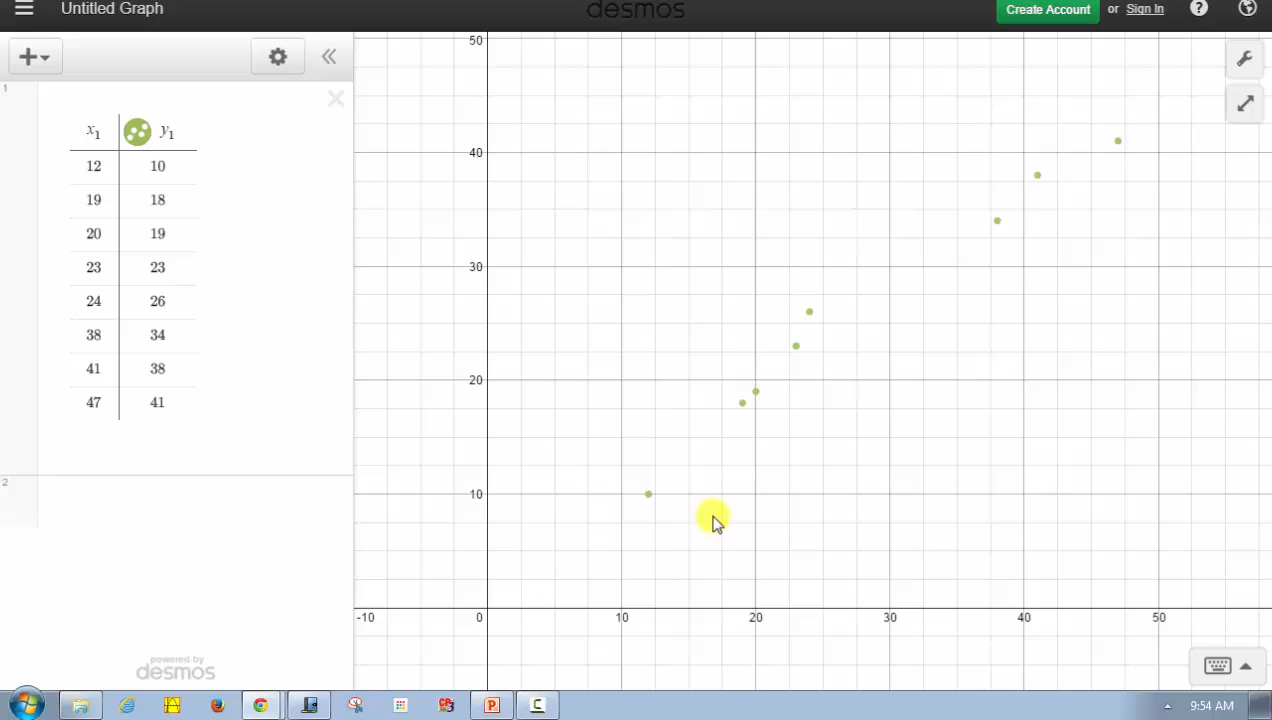 Untitled Graph
desmos
Create Account or Sign In ?
1
x1 y1
12 10
19 18
20 19
23 23
24 26
38 34
41 38
47 41
2
powered by
desmos
50
40
30
20
10
-10 0 10 20 30 40 50
9:54 AM